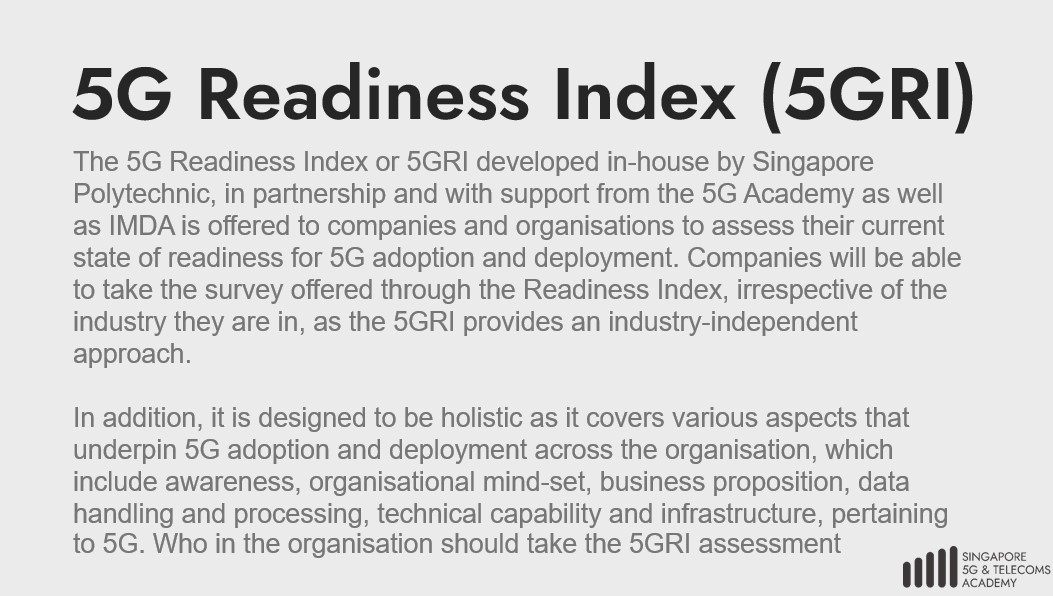 5G Readiness Index (5GRI)
The 5G Readiness Index or 5GRI developed in-house by Singapore
Polytechnic, in partnership and with support from the 5G Academy as well
as IMDA is offered to companies and organisations to assess their current
state of readiness for 5G adoption and deployment. Companies will be able
to take the survey offered through the Readiness Index, irrespective of the
industry they are in, as the 5GRI provides an industry-independent
approach.
In addition, it is designed to be holistic as it covers various aspects that
underpin 5G adoption and deployment across the organisation, which
include awareness, organisational mind-set, business proposition, data
handling and processing, technical capability and infrastructure, pertaining
to 5G. Who in the organisation should take the 5GRI assessment
SINGAPORE
5G & TELECOMS
ACADEMY